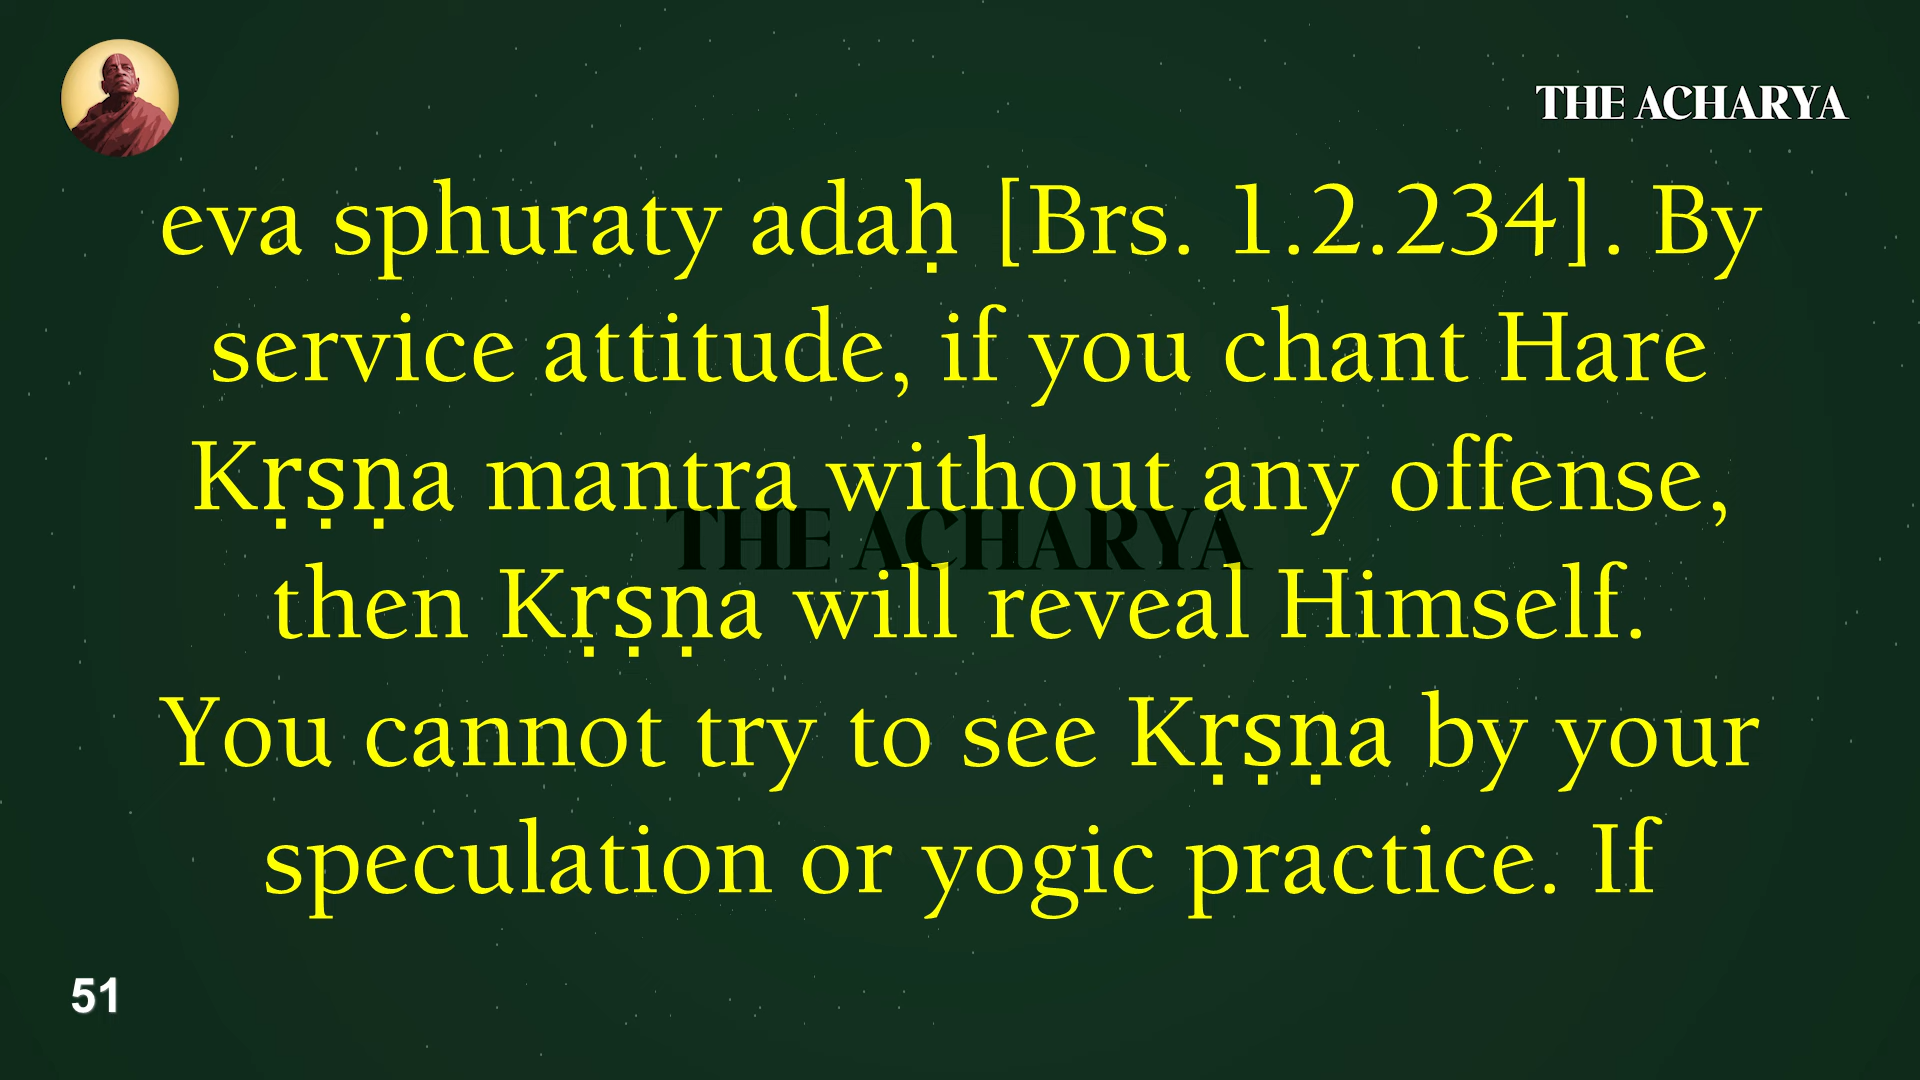 THE ACHARYA
eva sphuraty adaḥ [Brs. 1.2.234]. By
service attitude, if you chant Hare
Kṛṣṇa mantra without any offense,
THE ACHARYA
then Kṛṣṇa will reveal Himself.
You cannot try to see Kṛṣṇa by your
speculation or yogic practice. If
51